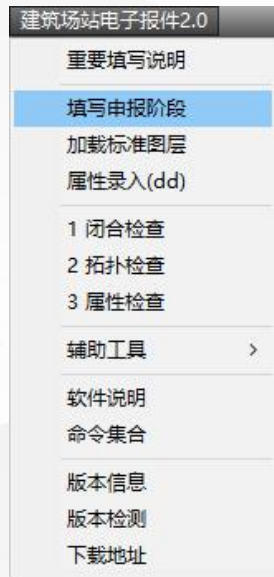 建筑场站电子报件2.0
重要填写说明
填写申报阶段
加载标准图层
属性录入(dd)
1 闭合检查
2 拓扑检查
3 属性检查
辅助工具 >
软件说明
命令集合
版本信息
版本检测
下载地址